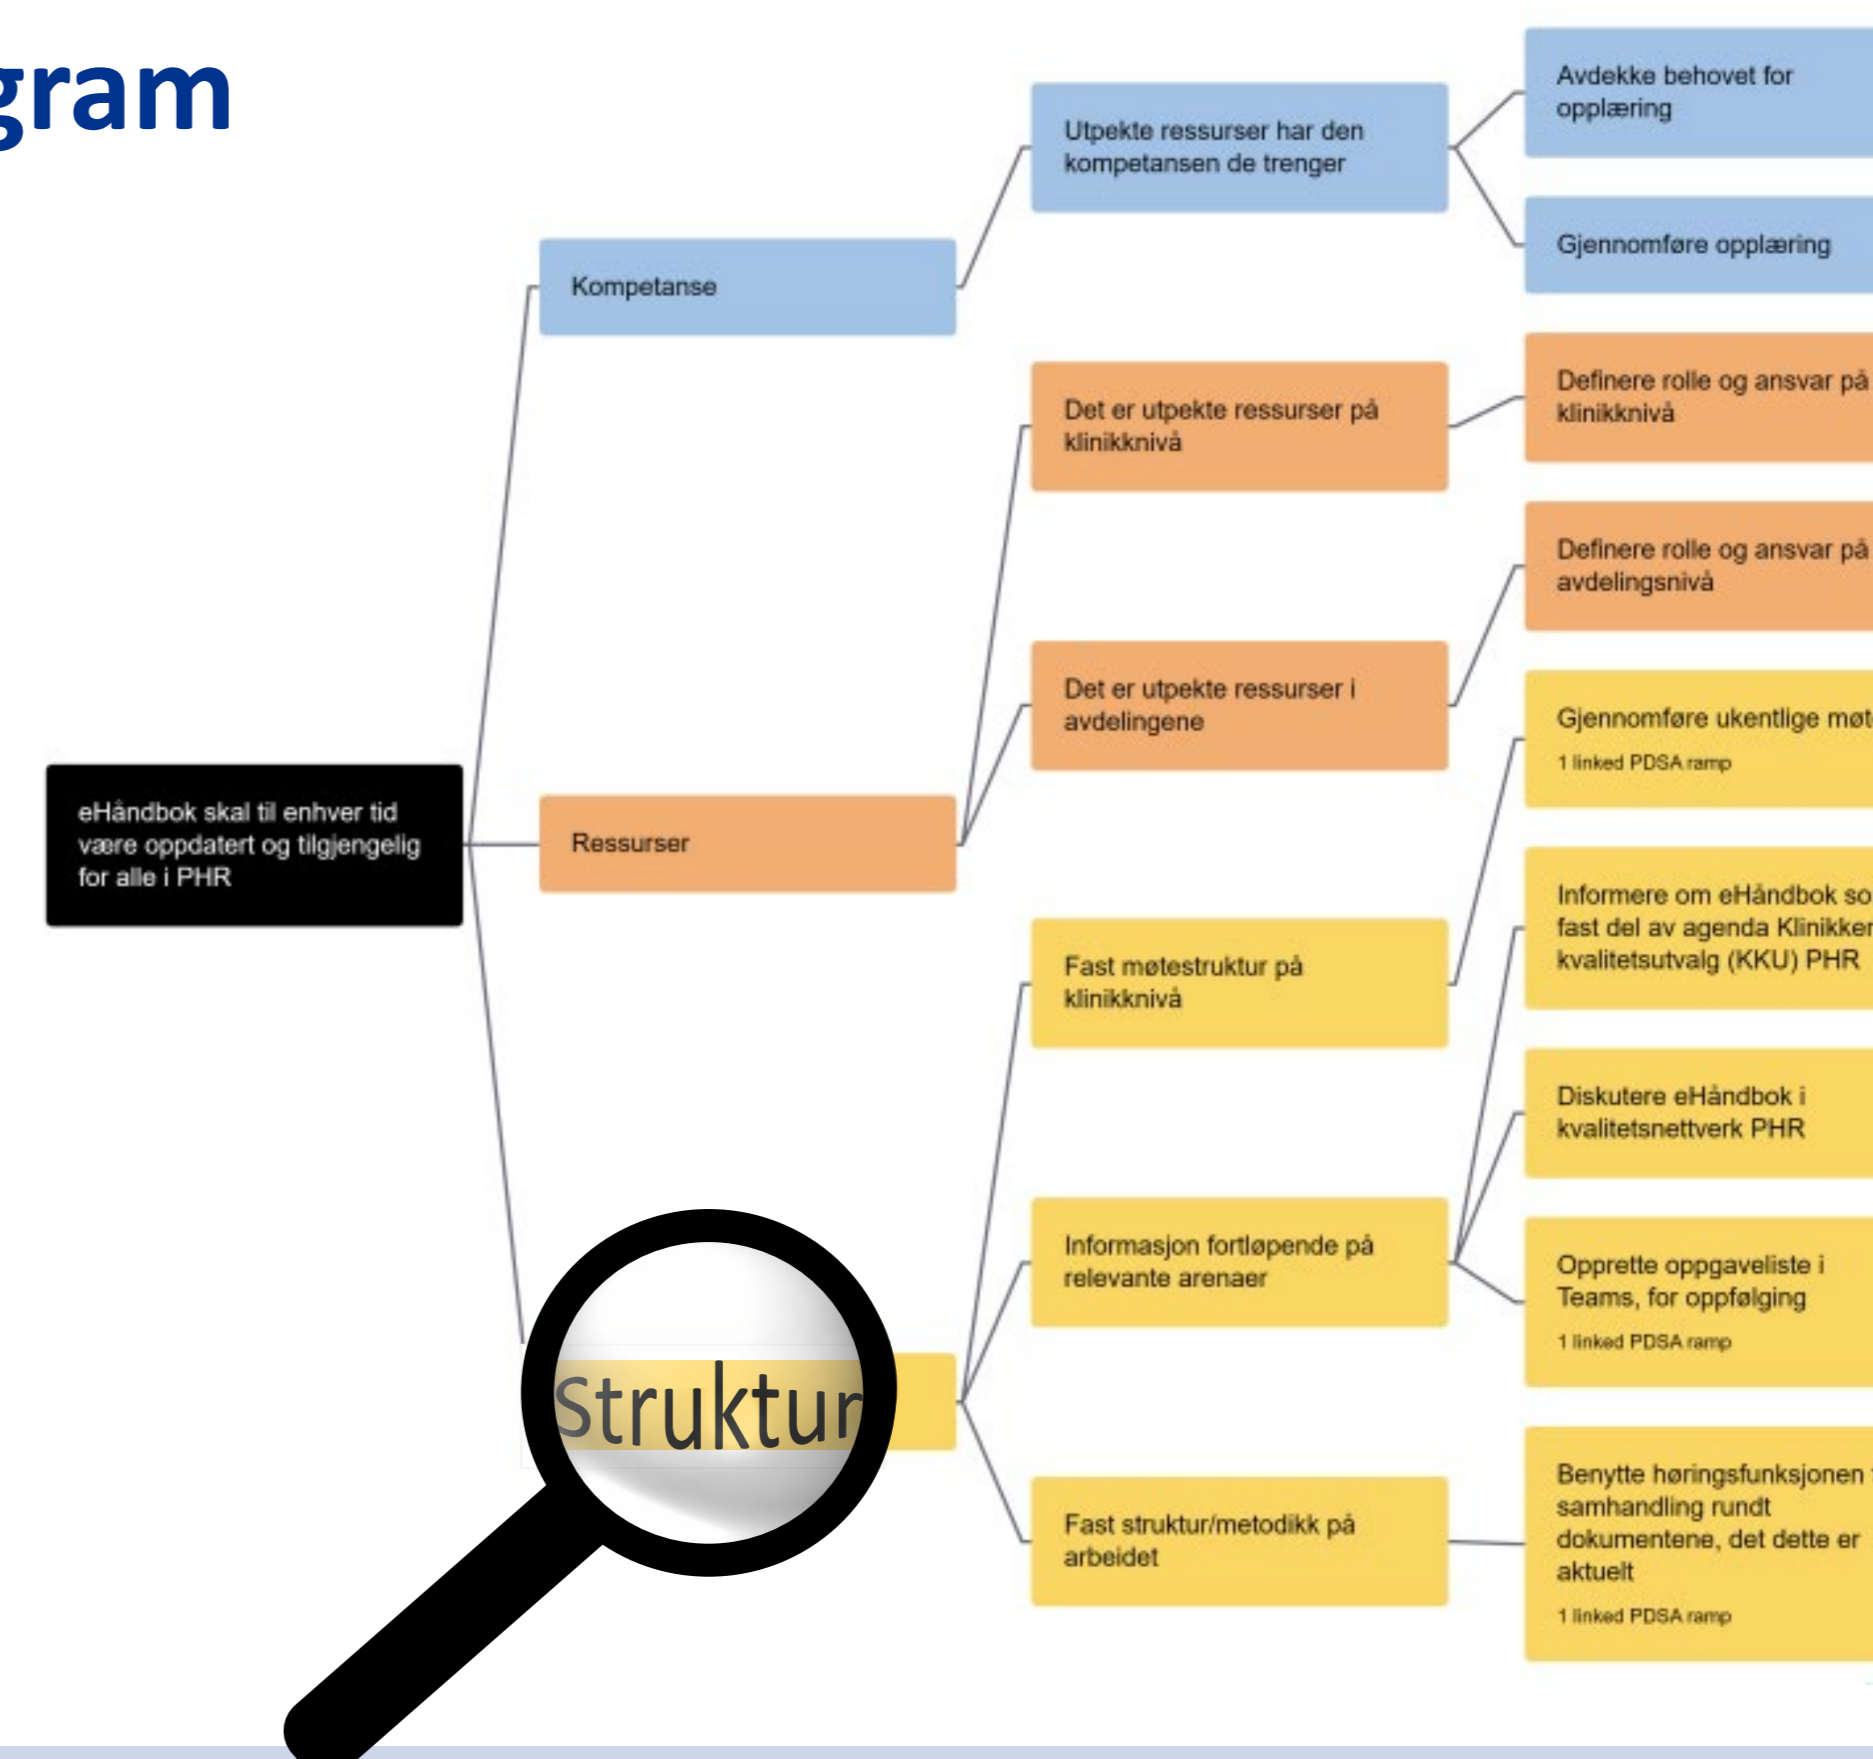 gram
eHåndbok skal til enhver tid
være oppdatert og tilgjengelig
for alle i PHR
Kompetanse
Ressurser
Struktur
Utpekte ressurser har den
kompetansen de trenger
Det er utpekte ressurser på
klinikknivå
Det er utpekte ressurser i
avdelingene
Fast møtestruktur på
klinikknivå
Informasjon fortløpende på
relevante arenaer
Fast struktur/metodikk på
arbeidet
Avdekke behovet for
opplæring
Gjennomføre opplæring
Definere rolle og ansvar på
klinikknivå
Definere rolle og ansvar på
avdelingsnivå
Gjennomføre ukentlige
1 linked PDSA ramp
Informere om eHåndbok
fast del av agenda
kvalitetsutvalg (KKU) PHR
Diskutere eHåndbok i
kvalitetsnettverk PHR
Opprette oppgaveliste i
Teams, for oppfølging
1 linked PDSA ramp
Benytte høringsfunksjonen
samhandling rundt
dokumentene, det dette er
aktuelt
1 linked PDSA ramp